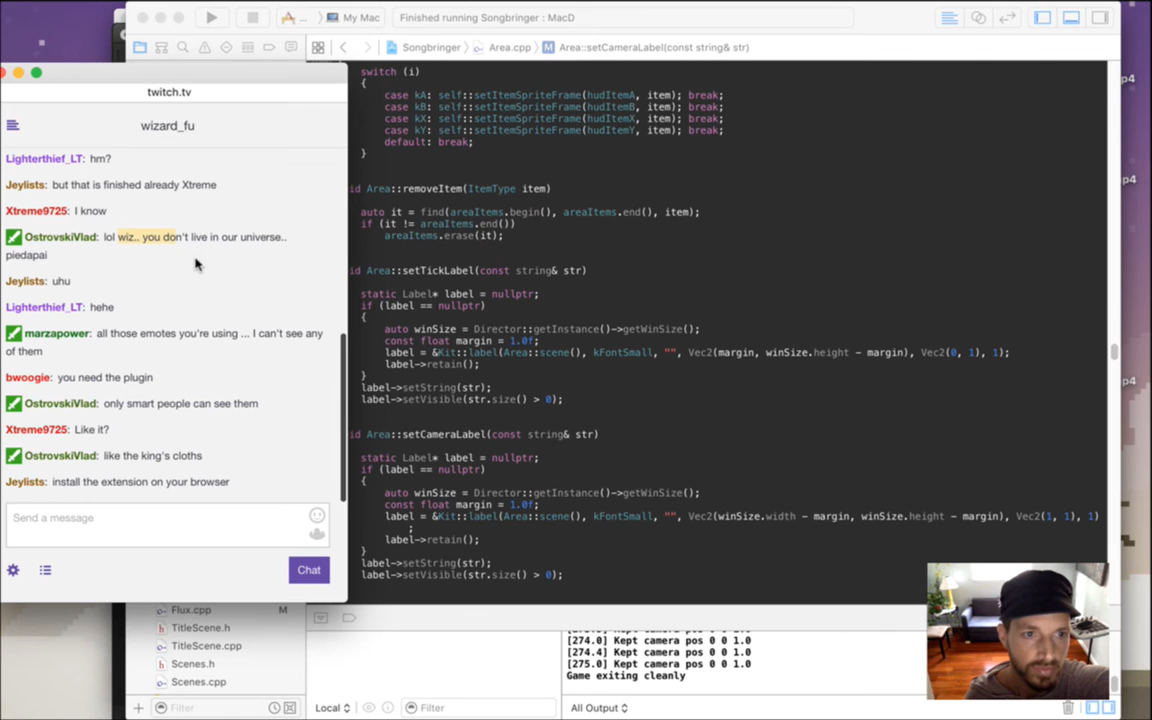 My Mac
Finished running Songbringer : MacD
Songbringer
Area.cpp
Area::setCameraLabel(const string& str)
twitch.tv
wizard_fu
Lighterthief_LT: hm?
Jeylists: but that is finished already Xtreme
Xtreme9725: I know
OstrovskiVlad: lol wiz.. you don't live in our universe..
piedapai
Jeylists: uhu
Lighterthief_LT: hehe
marzapower: all those emotes you're using ... I can't see any
of them
bwoogie: you need the plugin
OstrovskiVlad: only smart people can see them
Xtreme9725: Like it?
OstrovskiVlad: like the king's cloths
Jeylists: install the extension on your browser
Send a message
Chat
switch (i)
{
case kA: self::setItemSpriteFrame(hudItemA, item); break;
case kB: self::setItemSpriteFrame(hudItemB, item); break;
case kX: self::setItemSpriteFrame(hudItemX, item); break;
case kY: self::setItemSpriteFrame(hudItemY, item); break;
default: break;
}
id Area::removeItem(ItemType item)
auto it = find(areaItems.begin(), areaItems.end(), item);
if (it != areaItems.end())
areaItems.erase(it);
id Area::setTickLabel(const string& str)
static Label* label = nullptr;
if (label == nullptr)
{
auto winSize = Director::getInstance()->getWinSize();
const float margin = 1.0f;
label = &Kit::label(Area::scene(), kFontSmall, "", Vec2(margin, winSize.height - margin), Vec2(0, 1), 1);
label->retain();
}
label->setString(str);
label->setVisible(str.size() > 0);
id Area::setCameraLabel(const string& str)
static Label* label = nullptr;
if (label == nullptr)
{
auto winSize = Director::getInstance()->getWinSize();
const float margin = 1.0f;
label = &Kit::label(Area::scene(), kFontSmall, "", Vec2(winSize.width - margin, winSize.height - margin), Vec2(1, 1), 1)
;
label->retain();
}
label->setString(str);
label->setVisible(str.size() > 0);
Flux.cpp M
TitleScene.h
TitleScene.cpp
Scenes.h
Scenes.cpp
Filter
Local
Filter
[274.0] Kept camera pos 0 0 1.0
[274.4] Kept camera pos 0 0 1.0
[275.0] Kept camera pos 0 0 1.0
Game exiting cleanly
All Output
p4
p4
p4